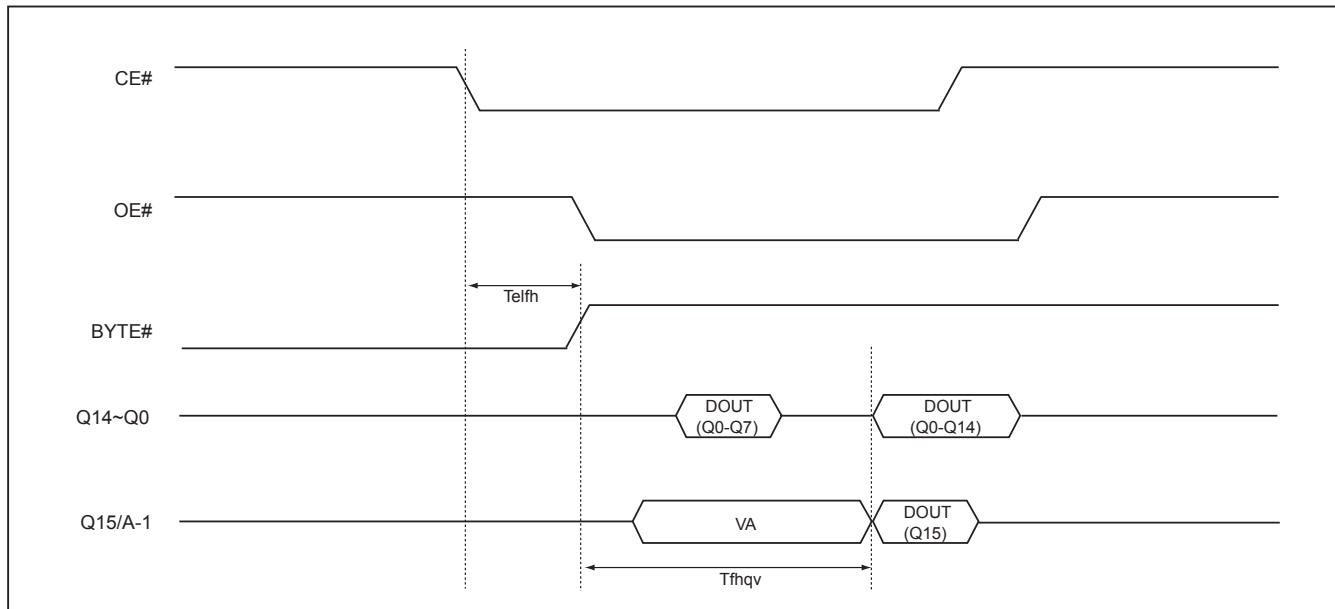 CE#
OE#
Telfh
BYTE#
Q14~Q0
DOUT
(Q0-Q7)
DOUT
(Q0-Q14)
Q15/A-1
VA
DOUT
(Q15)
Tfhqv